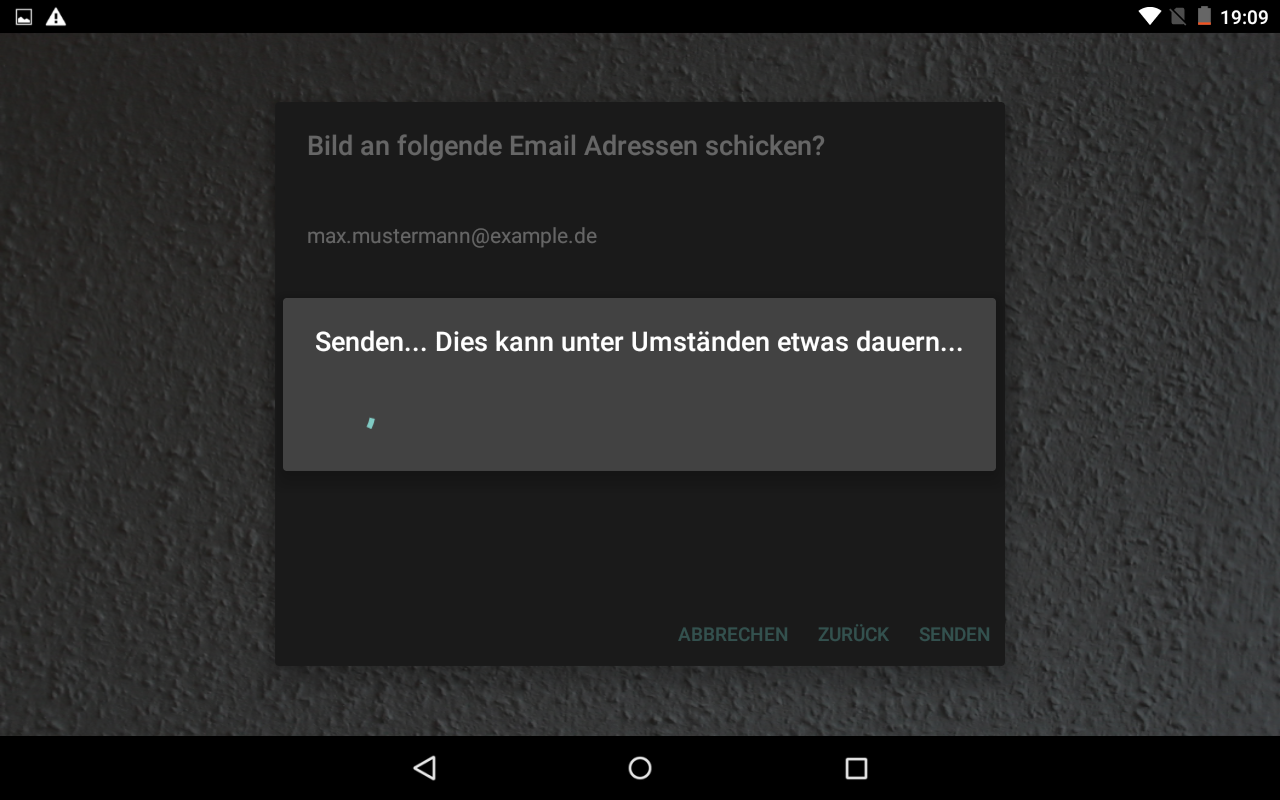 19:09
Bild an folgende Email Adressen schicken?
max.mustermann@example.de
Senden... Dies kann unter Umständen etwas dauern...
ABBRECHEN ZURÜCK SENDEN